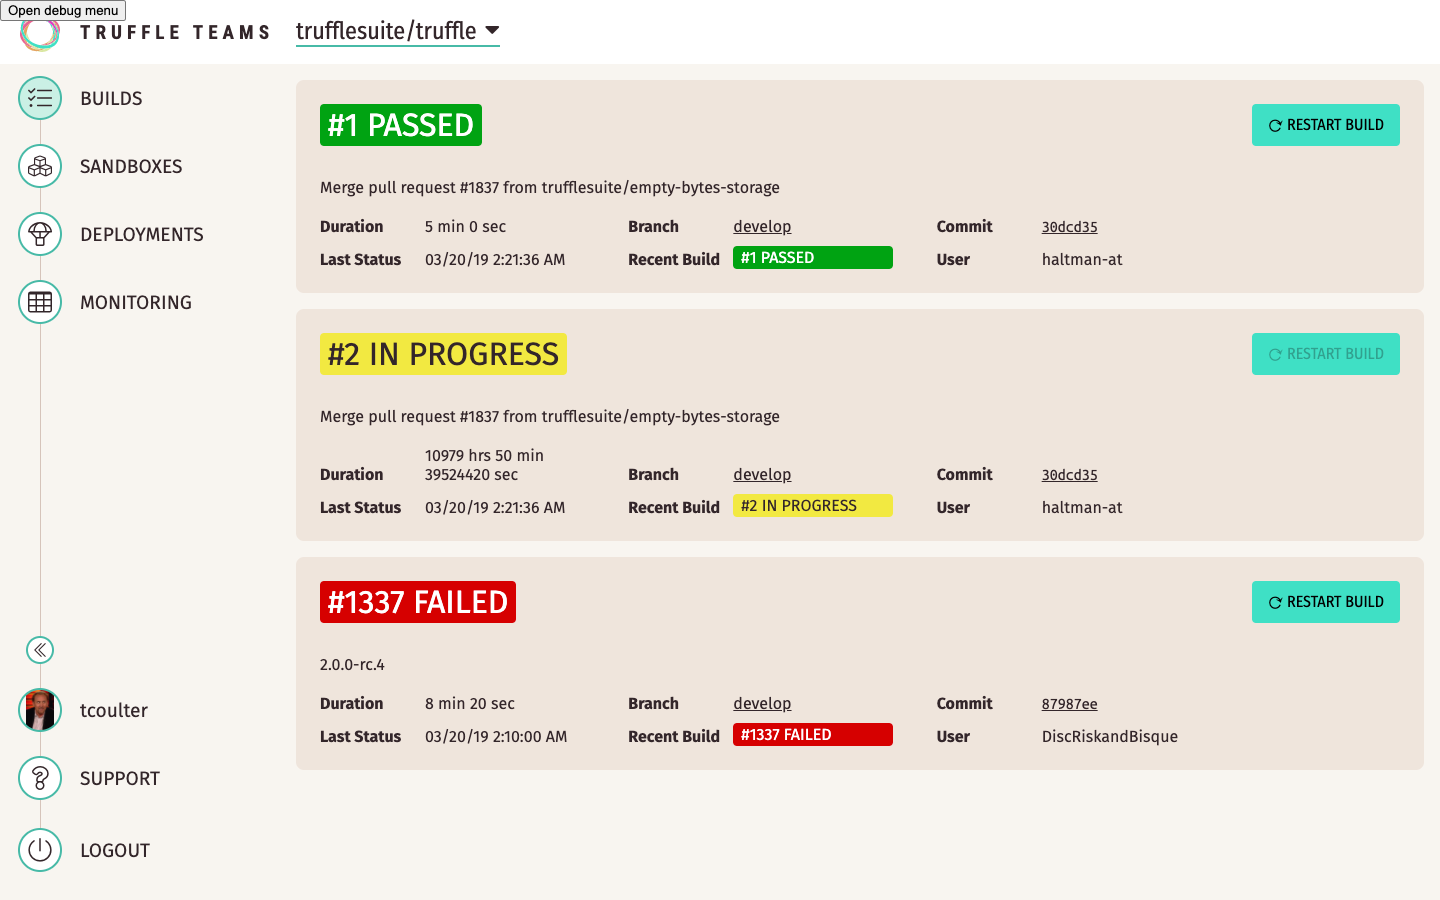 Open debug menu
TRUFFLE TEAMS
trufflesuite/truffle
BUILDS
SANDBOXES
DEPLOYMENTS
MONITORING
tcoulter
SUPPORT
LOGOUT
#1 PASSED
RESTART BUILD
Merge pull request #1837 from trufflesuite/empty-bytes-storage
Duration 5 min 0 sec Branch develop Commit 30dcd35
Last Status 03/20/19 2:21:36 AM Recent Build #1 PASSED User haltman-at
#2 IN PROGRESS
RESTART BUILD
Merge pull request #1837 from trufflesuite/empty-bytes-storage
10979 hrs 50 min
Duration 39524420 sec Branch develop Commit 30dcd35
Last Status 03/20/19 2:21:36 AM Recent Build #2 IN PROGRESS User haltman-at
#1337 FAILED
RESTART BUILD
2.0.0-rc.4
Duration 8 min 20 sec Branch develop Commit 87987ee
Last Status 03/20/19 2:10:00 AM Recent Build #1337 FAILED User DiscRiskandBisque